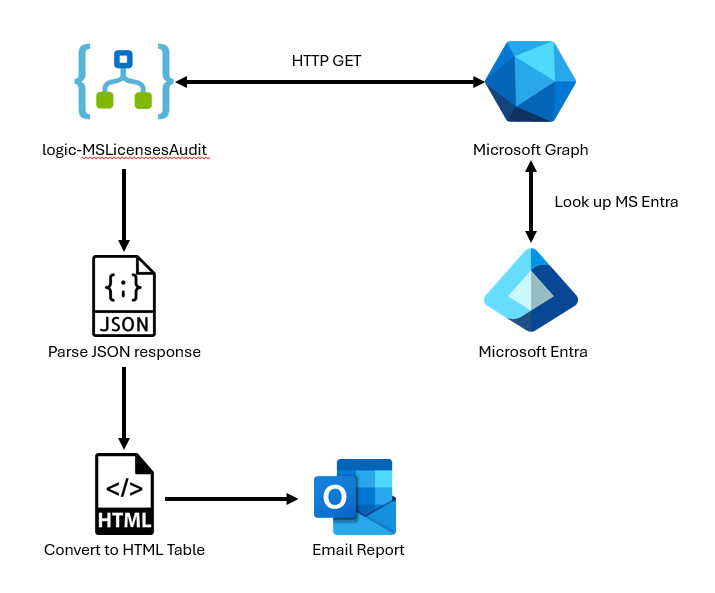 HTTP GET
logic-MSLicensesAudit
Microsoft Graph
Look up MS Entra
{;}
JSON
Parse JSON response
Microsoft Entra
</>
HTML
O
Convert to HTML Table
Email Report